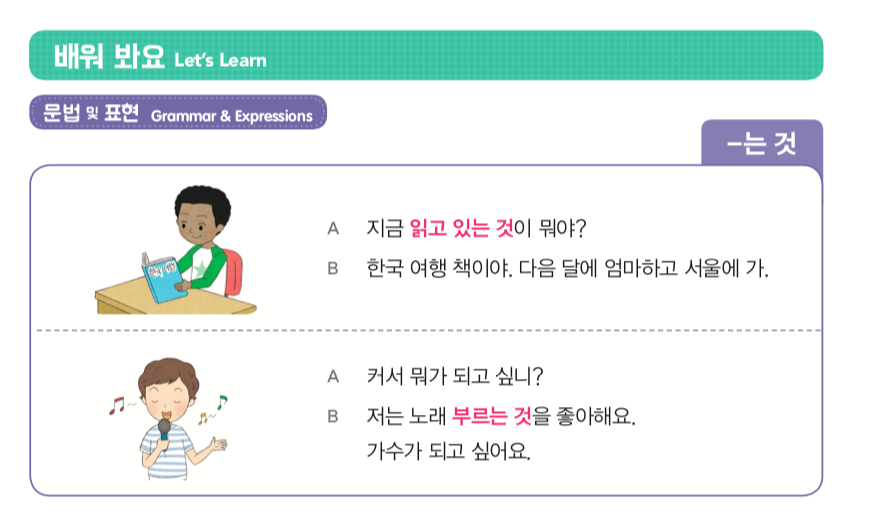 배워 봐요 Let's Learn
문법 및 표현 Grammar & Expressions
-는 것
A 지금 읽고 있는 것이 뭐야?
B 한국 여행 책이야. 다음 달에 엄마하고 서울에 가.
A 커서 뭐가 되고 싶니?
B 저는 노래 부르는 것을 좋아해요.
가수가 되고 싶어요.